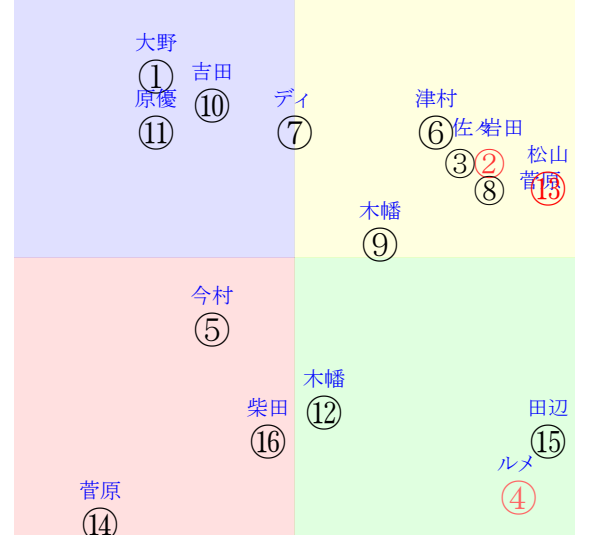 大野
①
吉田
⑩
原優
⑪
ディ
⑦
津村
⑥
佐々
③
岩田
②
⑧
松山
菅原
⑬
木幡
⑨
今村
⑤
木幡
⑫
柴田
⑯
田辺
⑮
ルメ
④
菅原
⑭